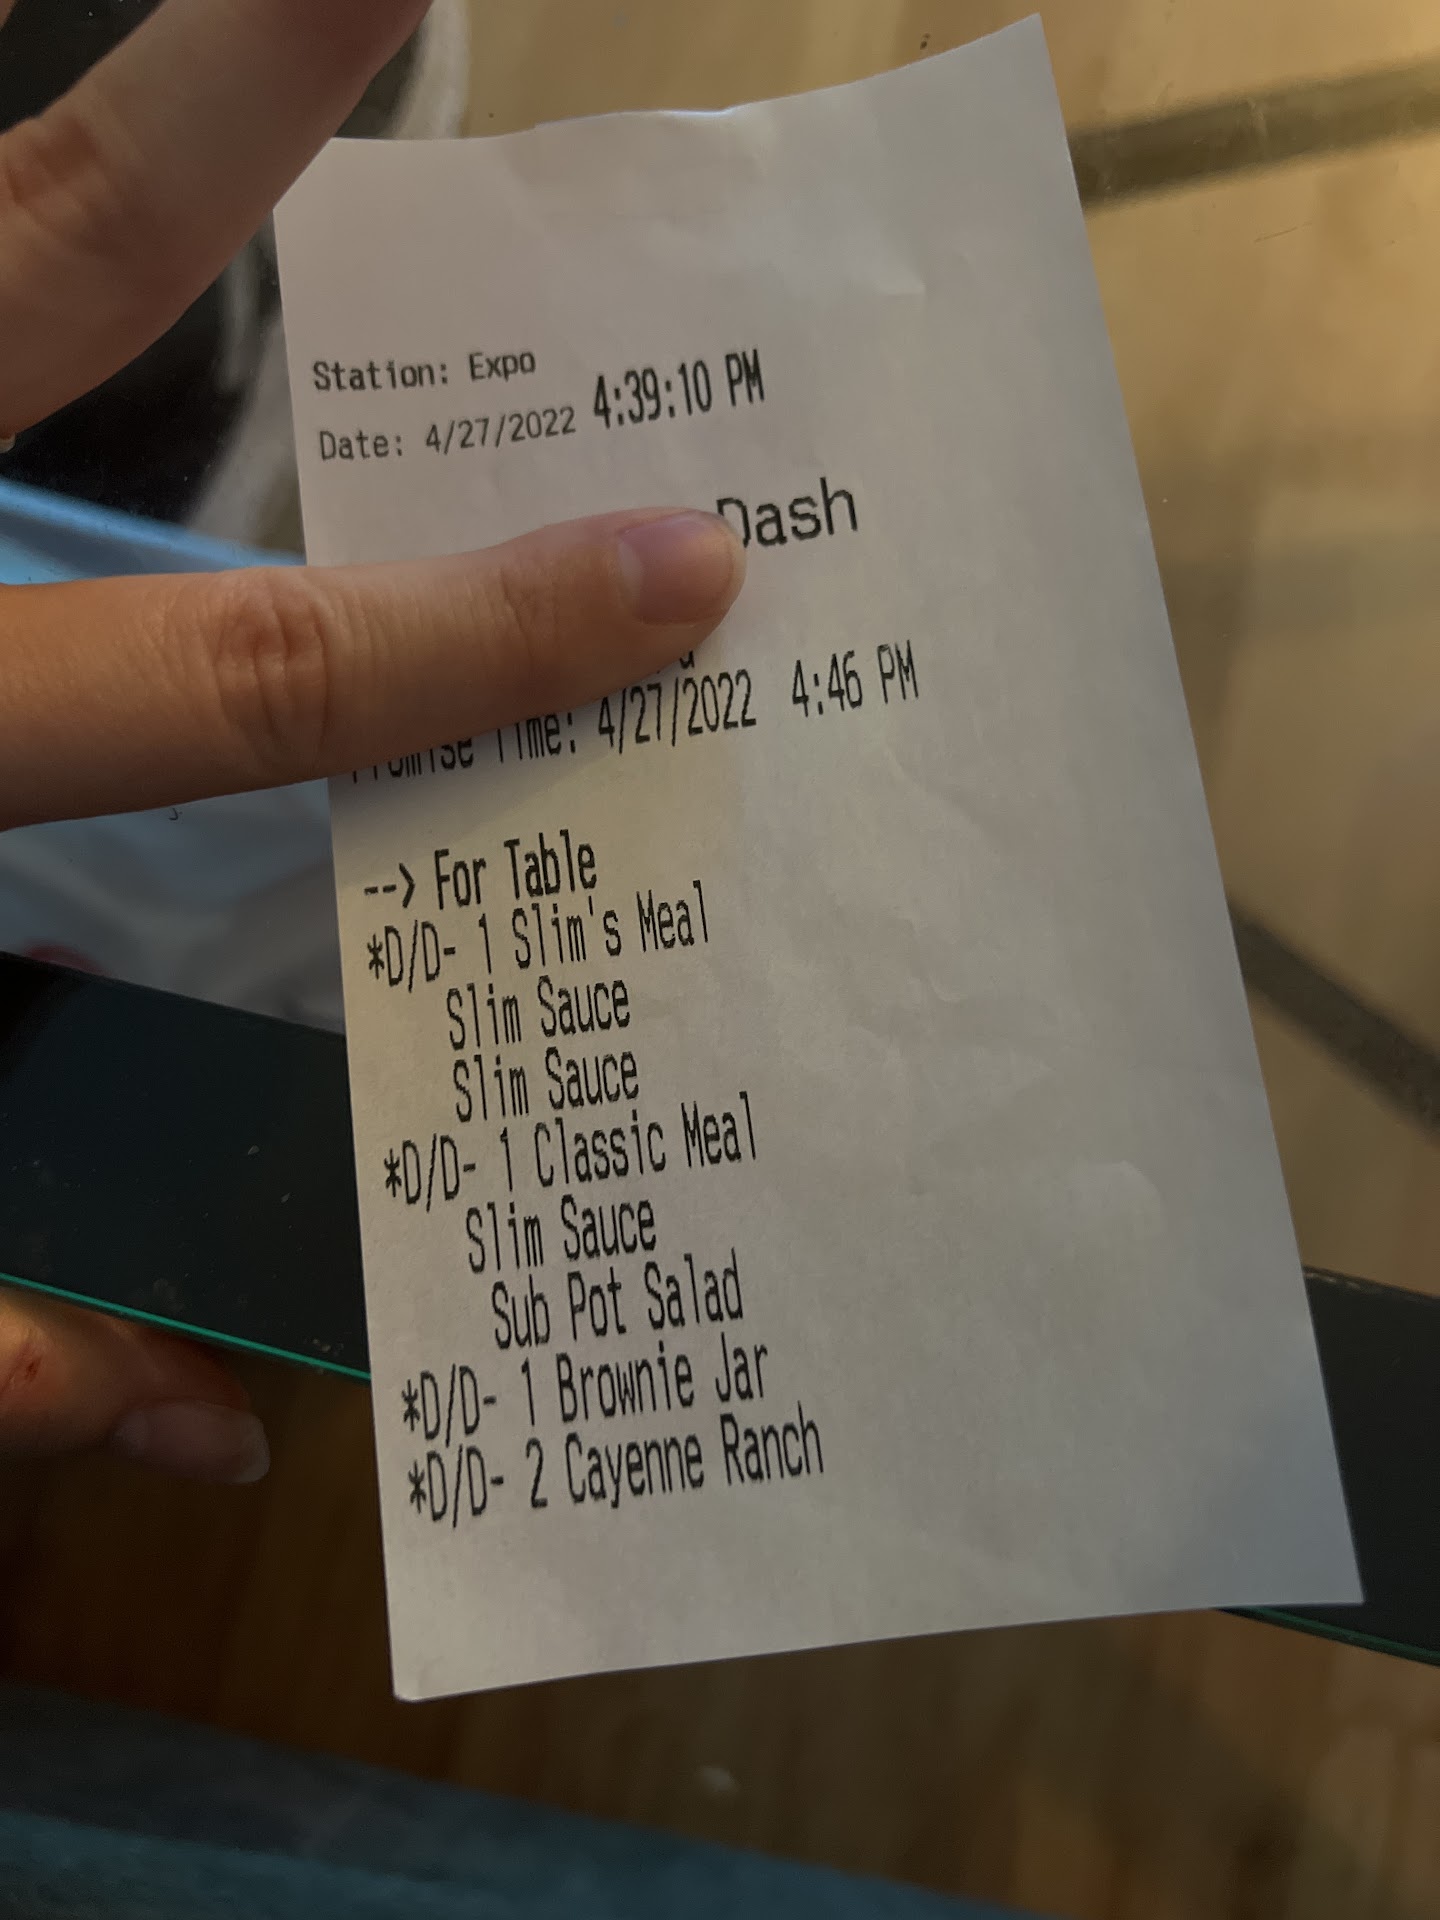 Station: Expo
Date: 4/27/2022 4:39:10 PM
Dash
Promise Time: 4/27/2022 4:46 PM
--> For Table
*D/D- 1 Slim's Meal
Slim Sauce
Slim Sauce
*D/D- 1 Classic Meal
Slim Sauce
Sub Pot Salad
*D/D- 1 Brownie Jar
*D/D- 2 Cayenne Ranch